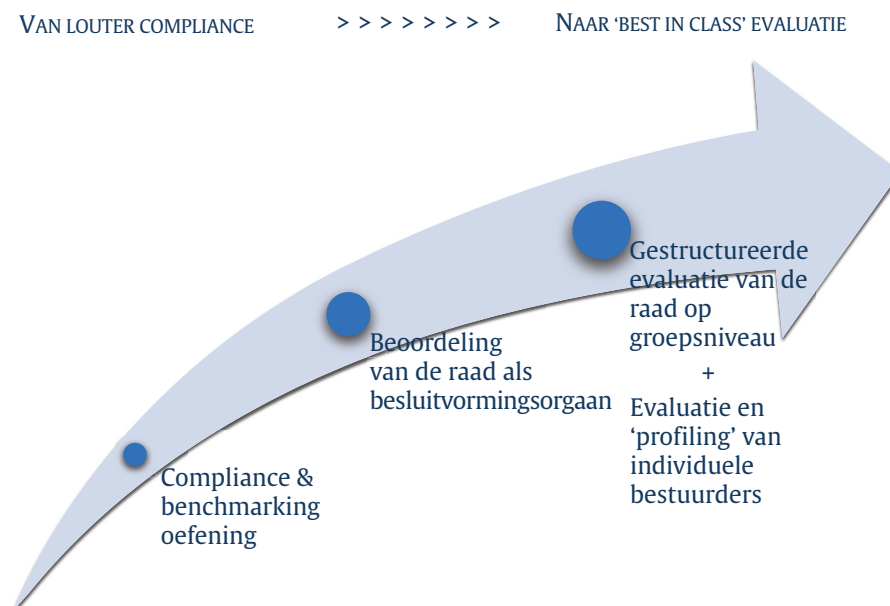 VAN LOUTER COMPLIANCE > > > > > > > > NAAR ‘BEST IN CLASS’ EVALUATIE
Compliance &
benchmarking
oefening
Beoordeling
van de raad als
besluitvormingsorgaan
Gestructureerde
evaluatie van de
raad op
groepsniveau
+
Evaluatie en
‘profiling’ van
individuele
bestuurders